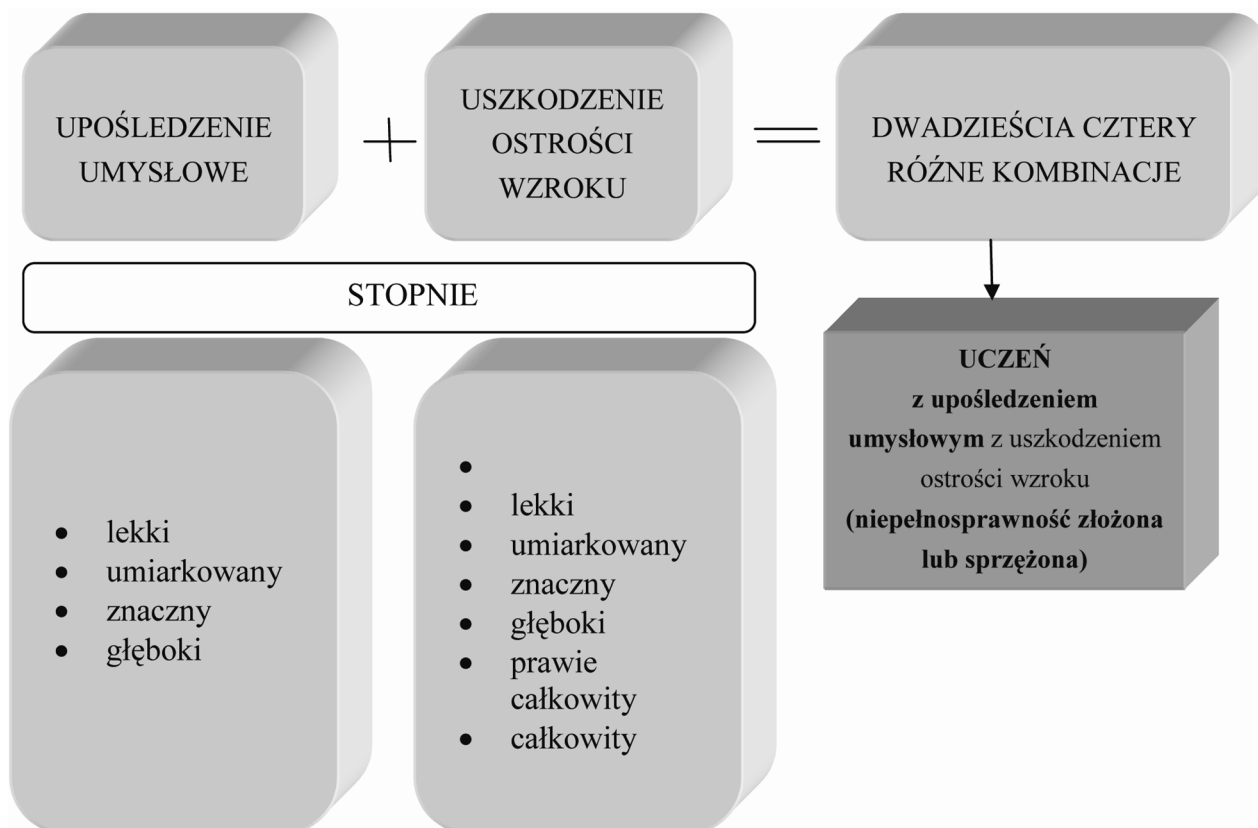 UPOŚLEDZENIE
UMYSŁOWE
+
USZKODZENIE
OSTROŚCI
WZROKU
=
DWADZIEŚCIA CZTERY
RÓŹNE KOMBINACJE
STOPNIE
• lekki
• umiarkowany
• znaczny
• głęboki
•
• lekki
• umiarkowany
• znaczny
• głęboki
• prawie
całkowity
• całkowity
UCZEŃ
z upośledzeniem
umysłowym z uszkodzeniem
ostrości wzroku
(niepełnosprawność złożona
lub sprzężona)